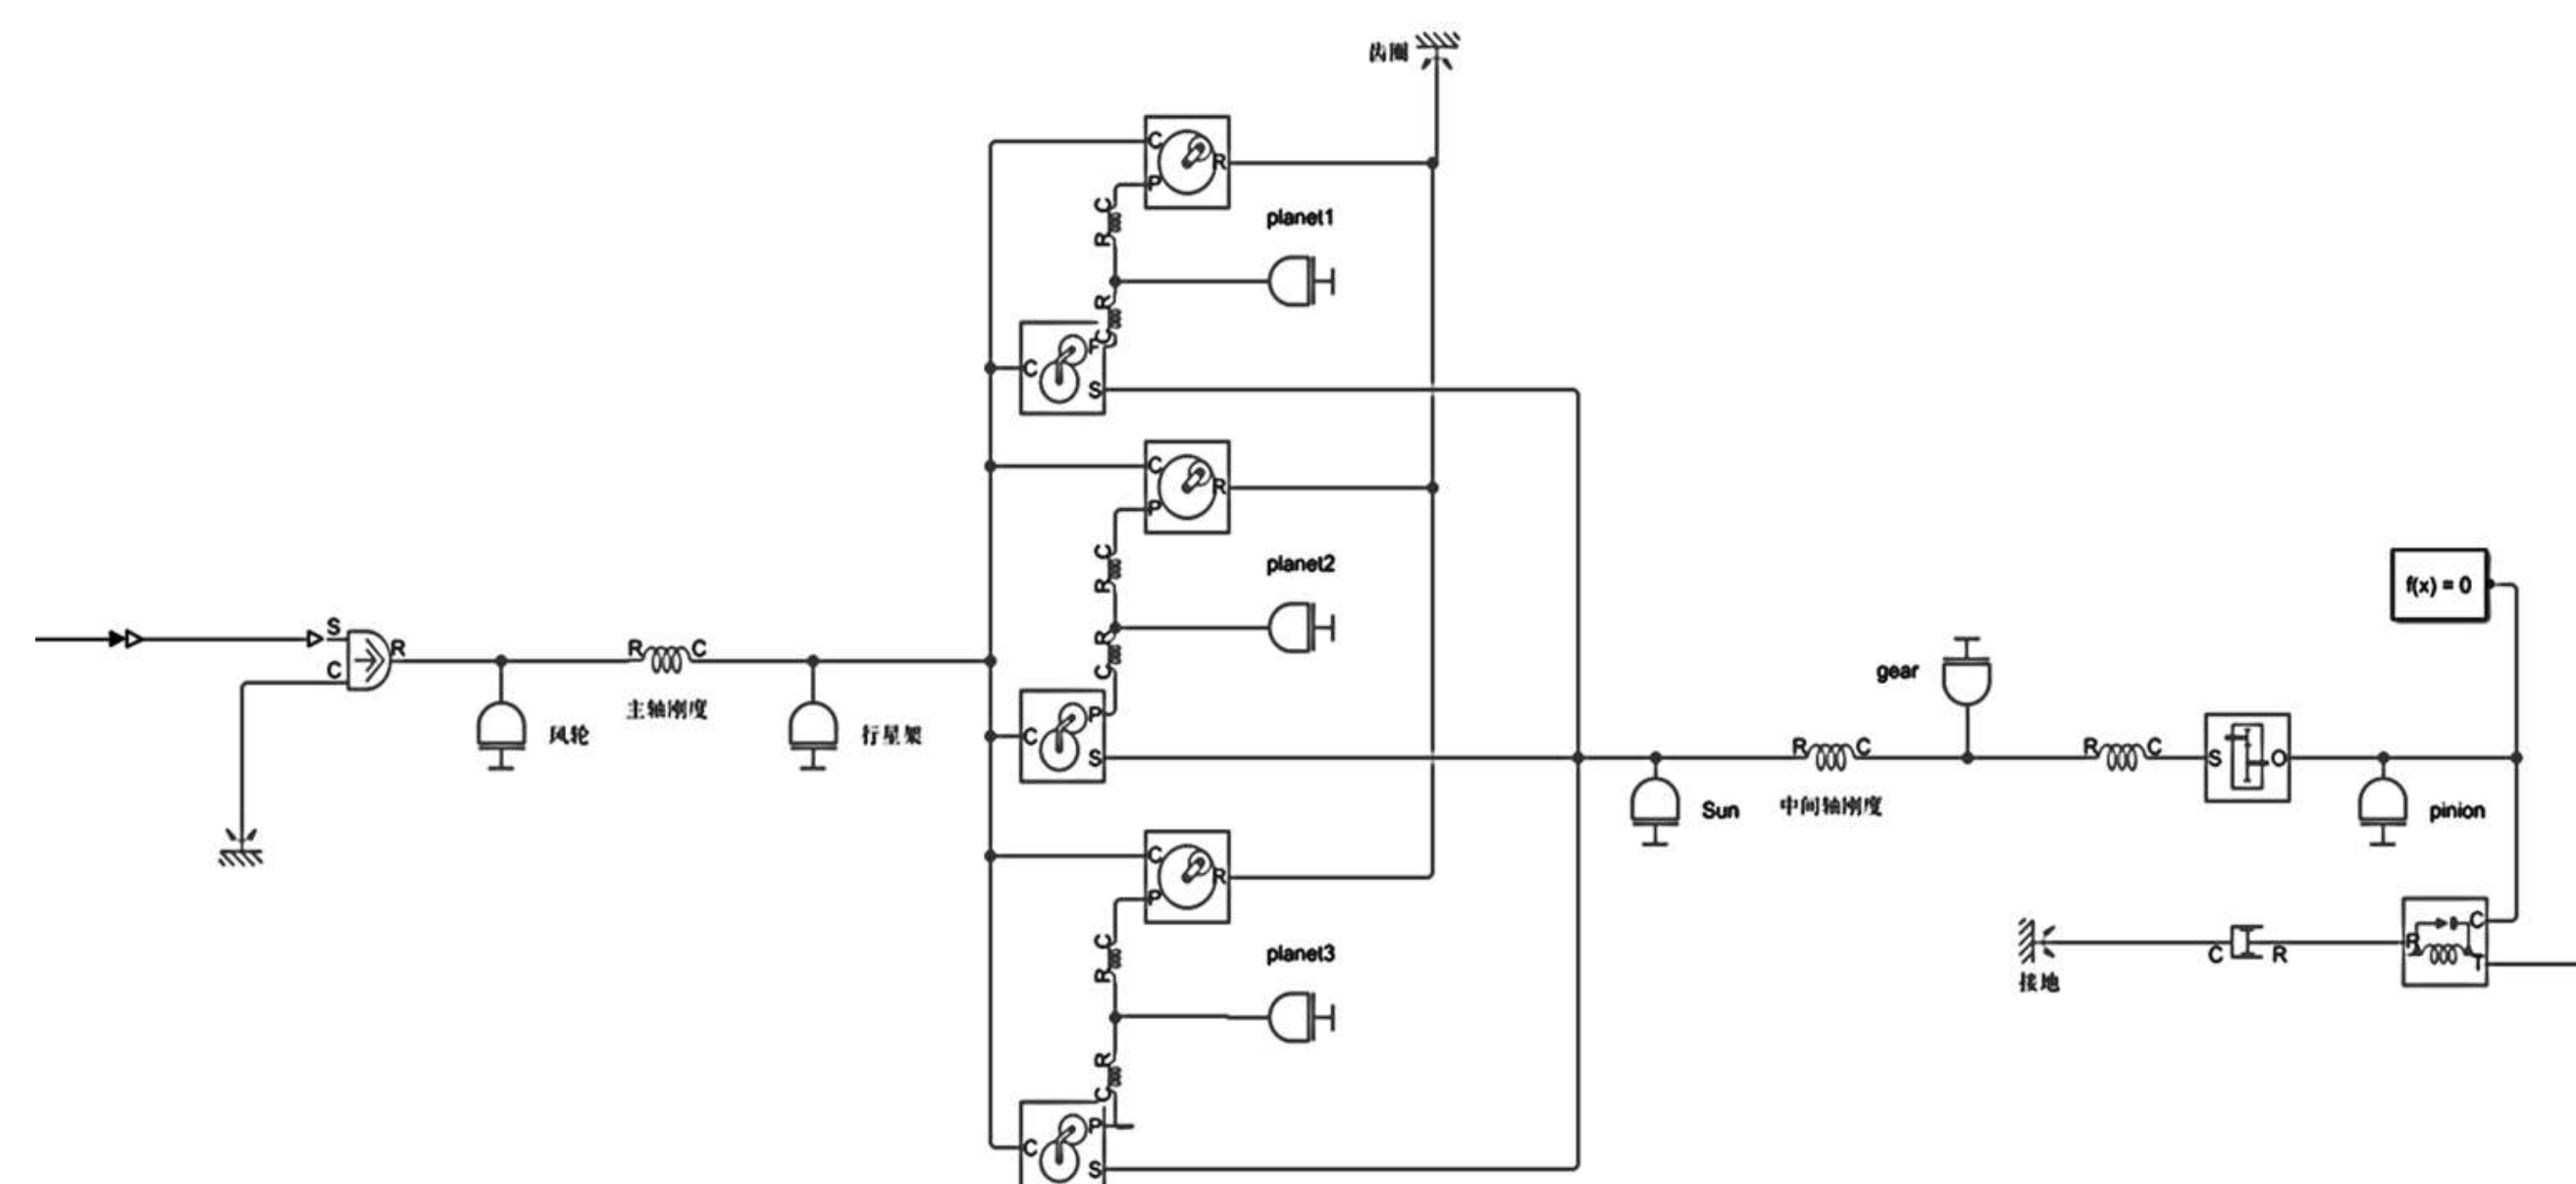 齿圈
C
R
P
planet1
C
R
R
C
P
C
S
C
R
P
planet2
C
R
R
C
P
C
S
f(x) = 0
S
C
R
R
C
主轴刚度
风轮
行星架
gear
R
C
R
C
S
O
Sun
中间轴刚度
pinion
C
R
P
planet3
C
R
R
C
P
C
S
C
R
R
C
T
接地